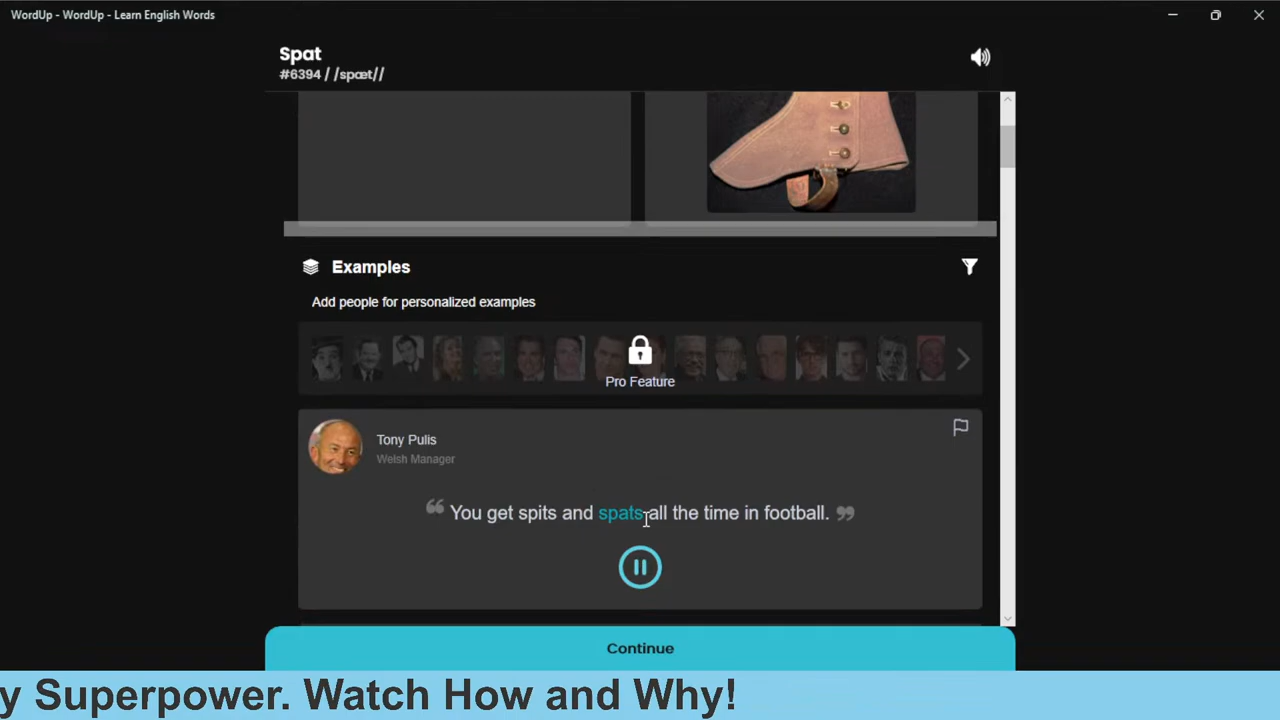 WordUp - WordUp - Learn English Words
Spat
#6394 / /spæt//
Examples
Add people for personalized examples
Pro Feature
Tony Pulis
Welsh Manager
“ You get spits and spats all the time in football. ”
Continue
y Superpower. Watch How and Why!